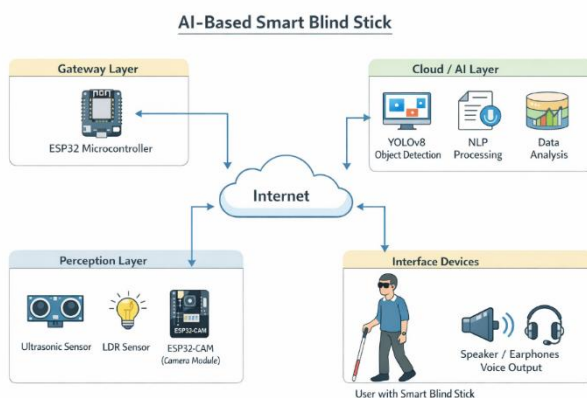 AI-Based Smart Blind Stick
Gateway Layer
ESP32 Microcontroller
Cloud / AI Layer
YOLOv8
Object Detection
NLP
Processing
Data
Analysis
Internet
Perception Layer
Ultrasonic Sensor
LDR Sensor
ESP32-CAM
ESP32-CAM
(Camera Module)
Interface Devices
Speaker / Earphones
Voice Output
User with Smart Blind Stick